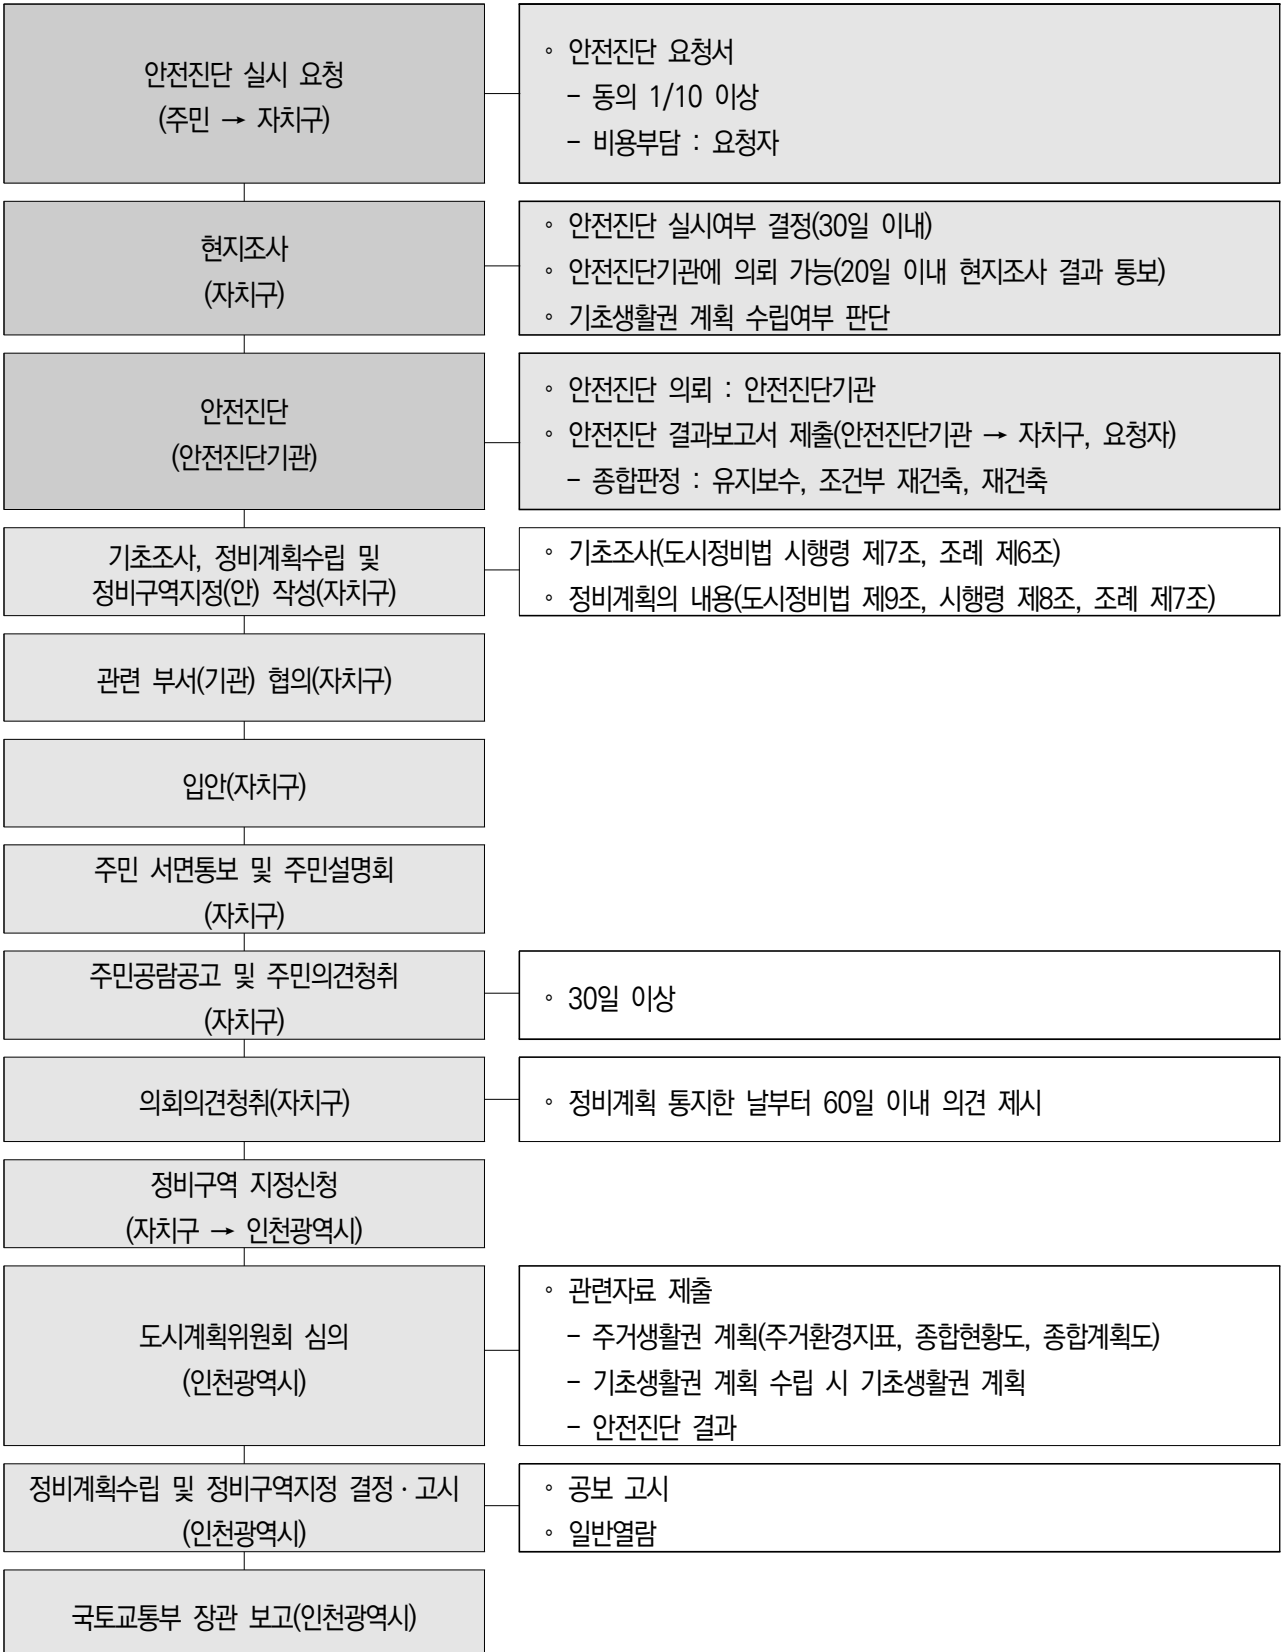 안전진단 실시 요청
(주민 → 자치구)
◦ 안전진단 요청서
- 동의 1/10 이상
- 비용부담 : 요청자
현지조사
(자치구)
◦ 안전진단 실시여부 결정(30일 이내)
◦ 안전진단기관에 의뢰 가능(20일 이내 현지조사 결과 통보)
◦ 기초생활권 계획 수립여부 판단
안전진단
(안전진단기관)
◦ 안전진단 의뢰 : 안전진단기관
◦ 안전진단 결과보고서 제출(안전진단기관 → 자치구, 요청자)
- 종합판정 : 유지보수, 조건부 재건축, 재건축
기초조사, 정비계획수립 및
정비구역지정(안) 작성(자치구)
◦ 기초조사(도시정비법 시행령 제7조, 조례 제6조)
◦ 정비계획의 내용(도시정비법 제9조, 시행령 제8조, 조례 제7조)
관련 부서(기관) 협의(자치구)
입안(자치구)
주민 서면통보 및 주민설명회
(자치구)
주민공람공고 및 주민의견청취
(자치구)
◦ 30일 이상
의회의견청취(자치구)
◦ 정비계획 통지한 날부터 60일 이내 의견 제시
정비구역 지정신청
(자치구 → 인천광역시)
도시계획위원회 심의
(인천광역시)
◦ 관련자료 제출
- 주거생활권 계획(주거환경지표, 종합현황도, 종합계획도)
- 기초생활권 계획 수립 시 기초생활권 계획
- 안전진단 결과
정비계획수립 및 정비구역지정 결정·고시
(인천광역시)
◦ 공보 고시
◦ 일반열람
국토교통부 장관 보고(인천광역시)